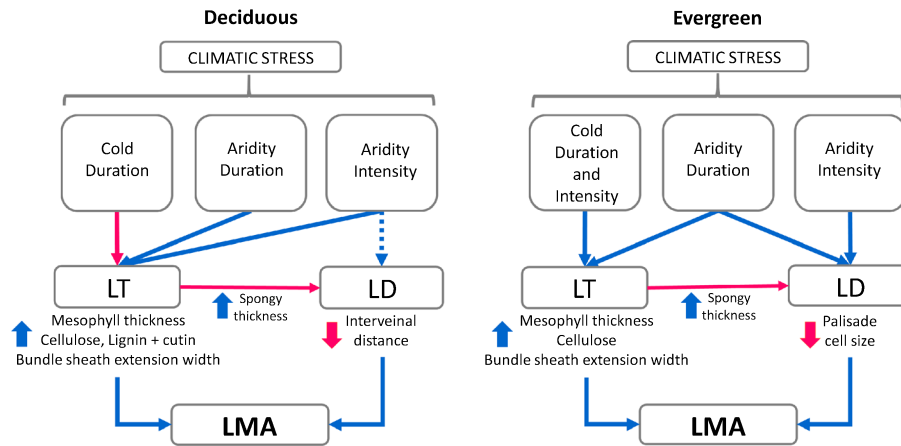 Deciduous
CLIMATIC STRESS
Cold
Duration
Aridity
Duration
Aridity
Intensity
LT
LD
Spongy
thickness
Mesophyll thickness
Cellulose, Lignin + cutin
Bundle sheath extension width
Interveinal
distance
LMA
Evergreen
CLIMATIC STRESS
Cold
Duration
and
Intensity
Aridity
Duration
Aridity
Intensity
LT
LD
Spongy
thickness
Mesophyll thickness
Cellulose
Bundle sheath extension width
Palisade
cell size
LMA